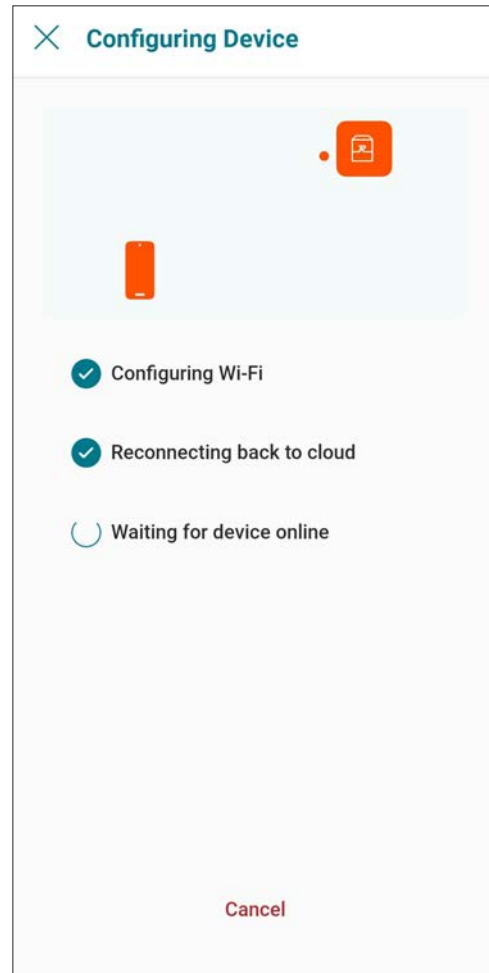 Configuring Device
Configuring Wi-Fi
Reconnecting back to cloud
Waiting for device online
Cancel